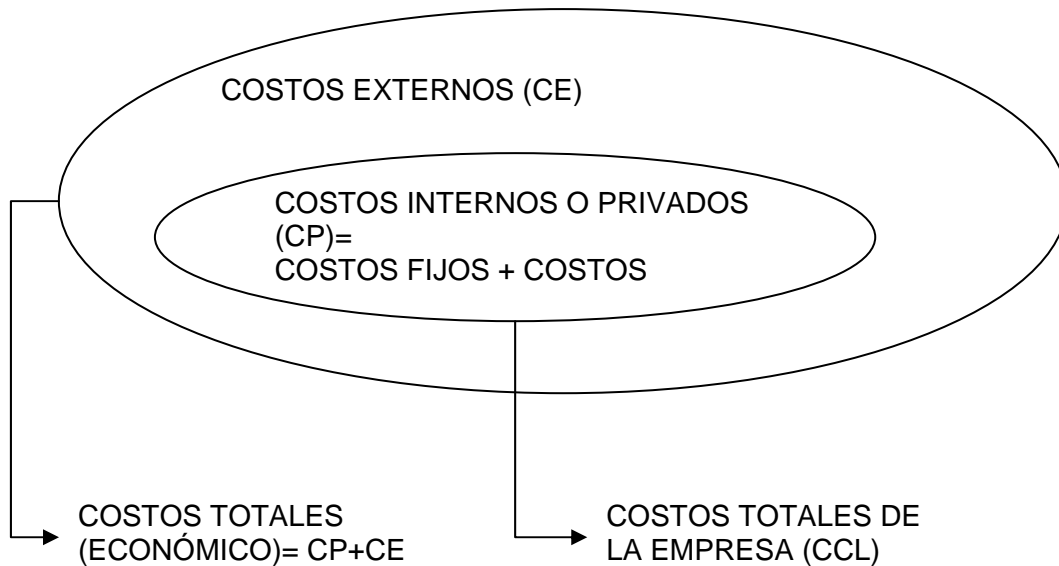 COSTOS EXTERNOS (CE)
COSTOS INTERNOS O PRIVADOS
(CP)=
COSTOS FIJOS + COSTOS
COSTOS TOTALES
(ECONÓMICO)= CP+CE
COSTOS TOTALES DE
LA EMPRESA (CCL)